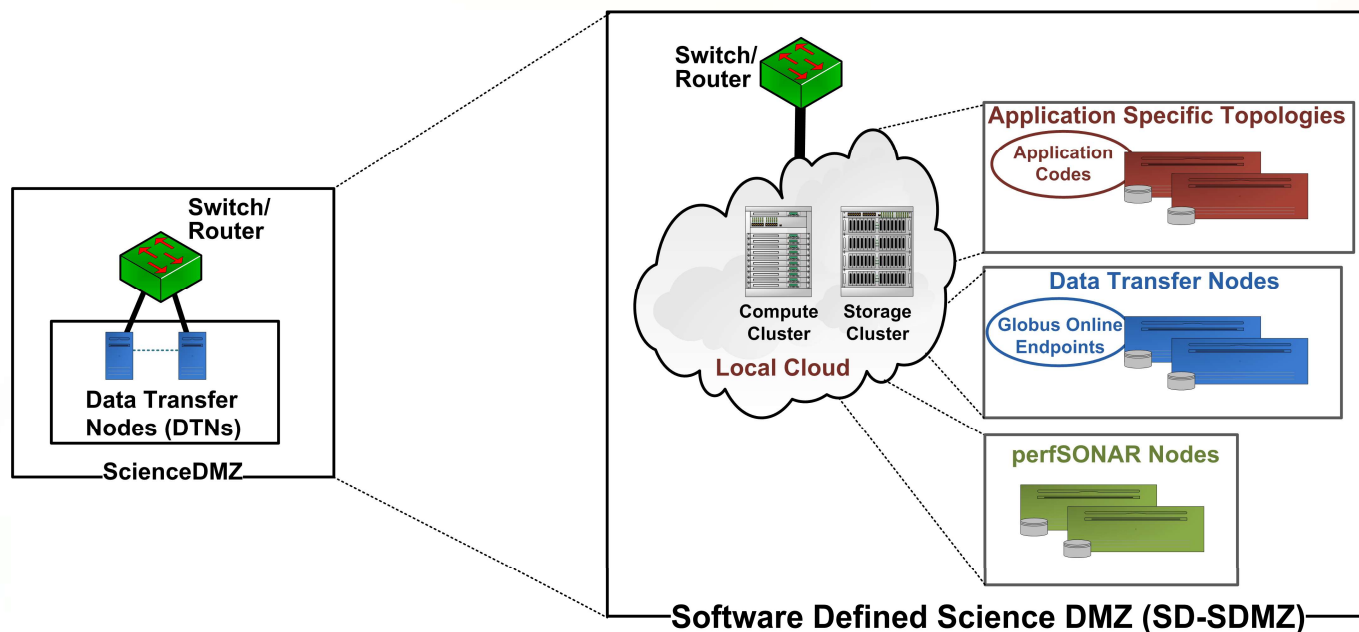 Switch/
Router
Data Transfer
Nodes (DTNs)
ScienceDMZ
Switch/
Router
Compute
Cluster
Storage
Cluster
Local Cloud
Application Specific Topologies
Application
Codes
Data Transfer Nodes
Globus Online
Endpoints
perfSONAR Nodes
Software Defined Science DMZ (SD-SDMZ)